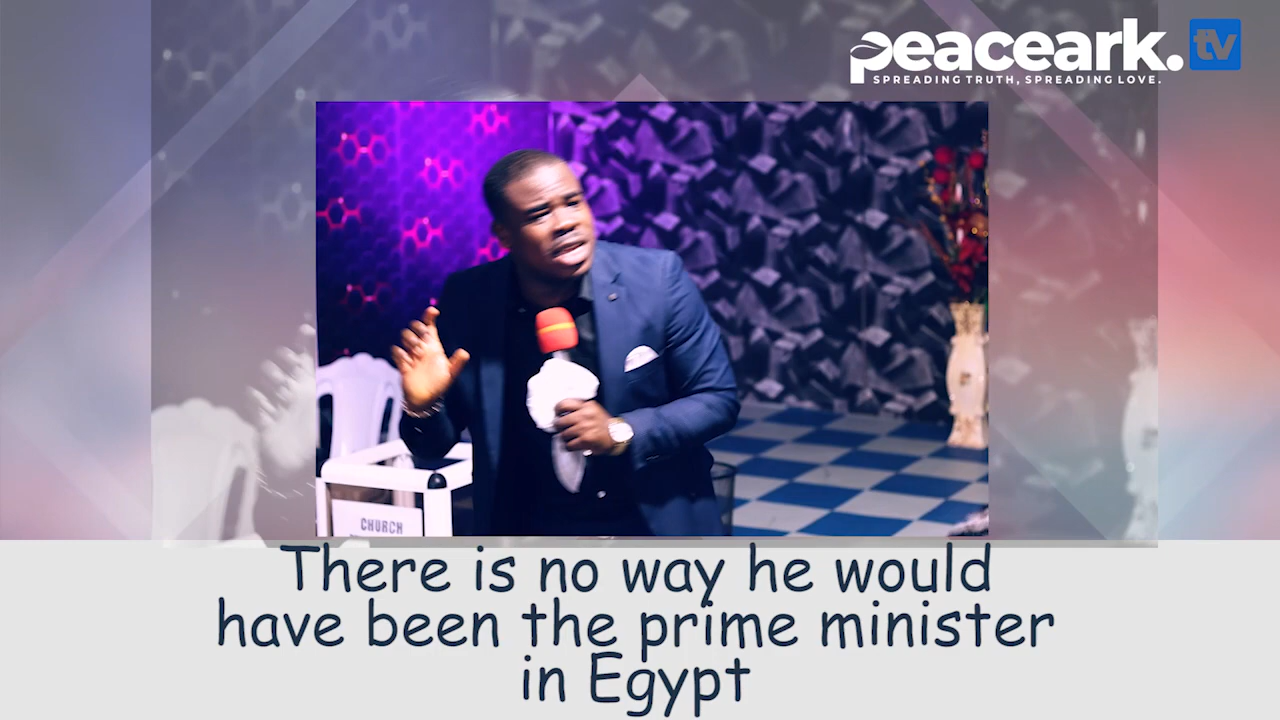 peaceark.tv
SPREADING TRUTH, SPREADING LOVE.
CHURCH
There is no way he would
have been the prime minister
in Egypt